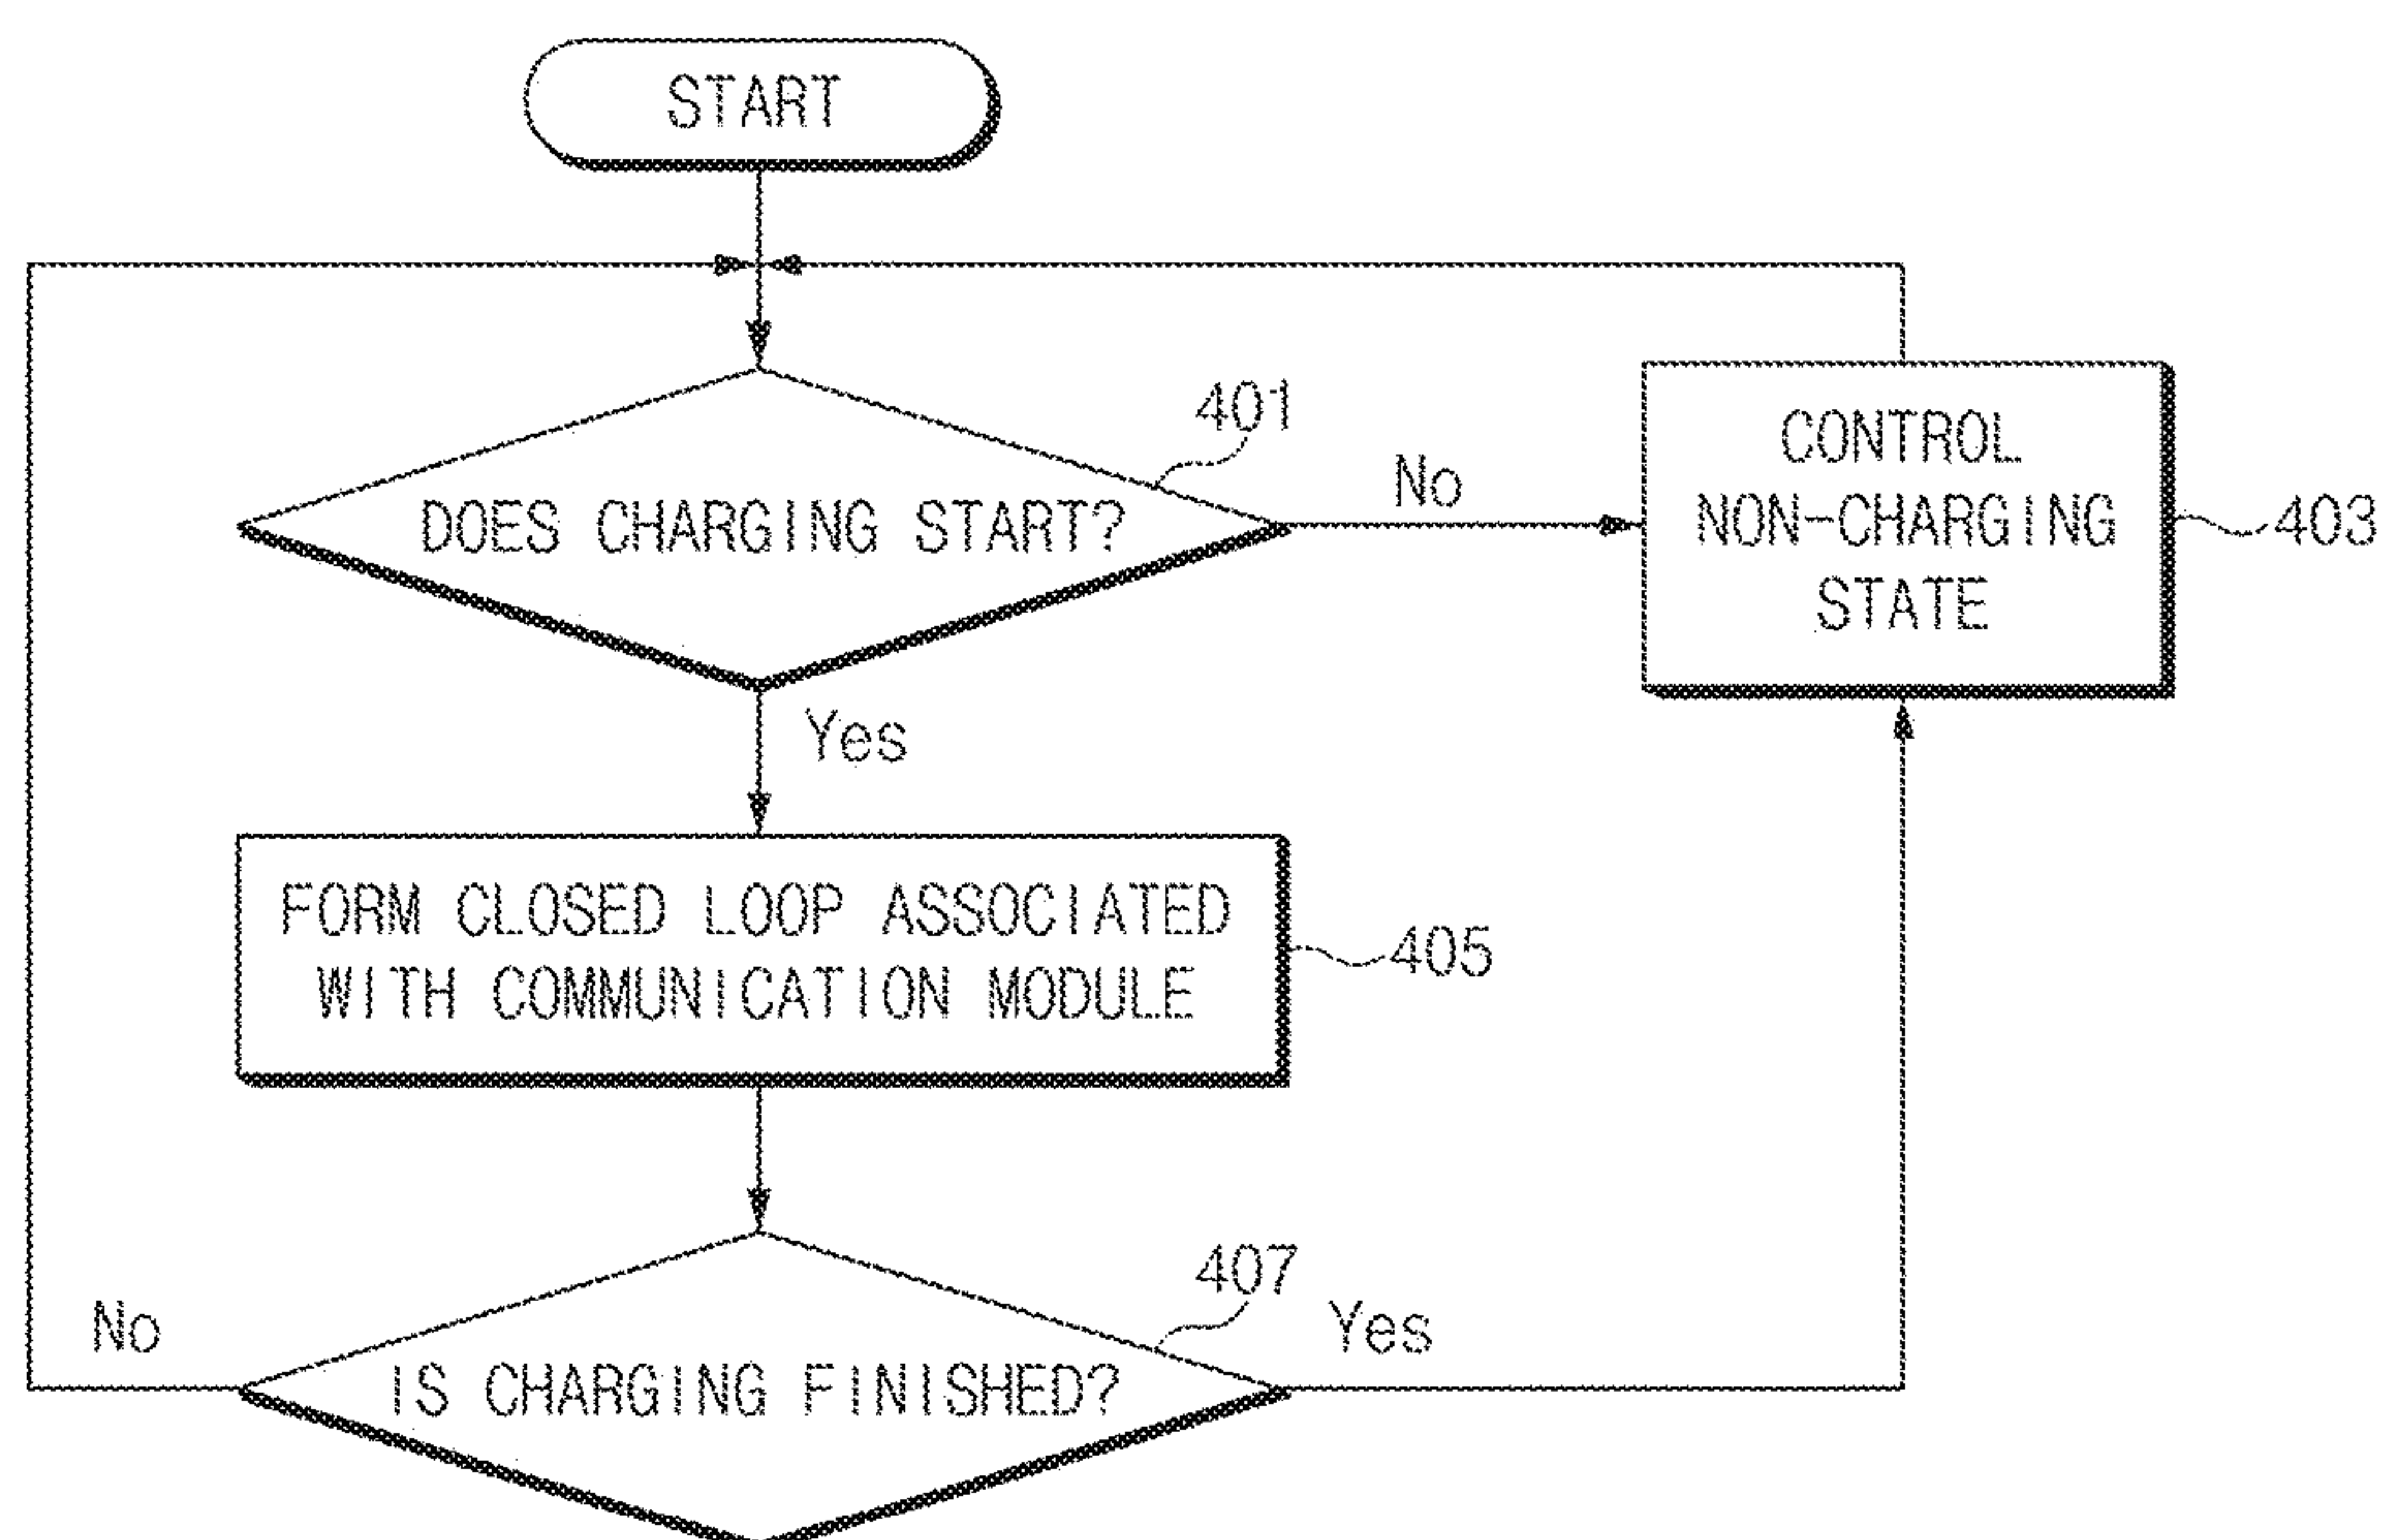 START
401
DOES CHARGING START?
No
CONTROL
NON-CHARGING
STATE
403
Yes
FORM CLOSED LOOP ASSOCIATED
WITH COMMUNICATION MODULE
405
407
No
IS CHARGING FINISHED?
Yes